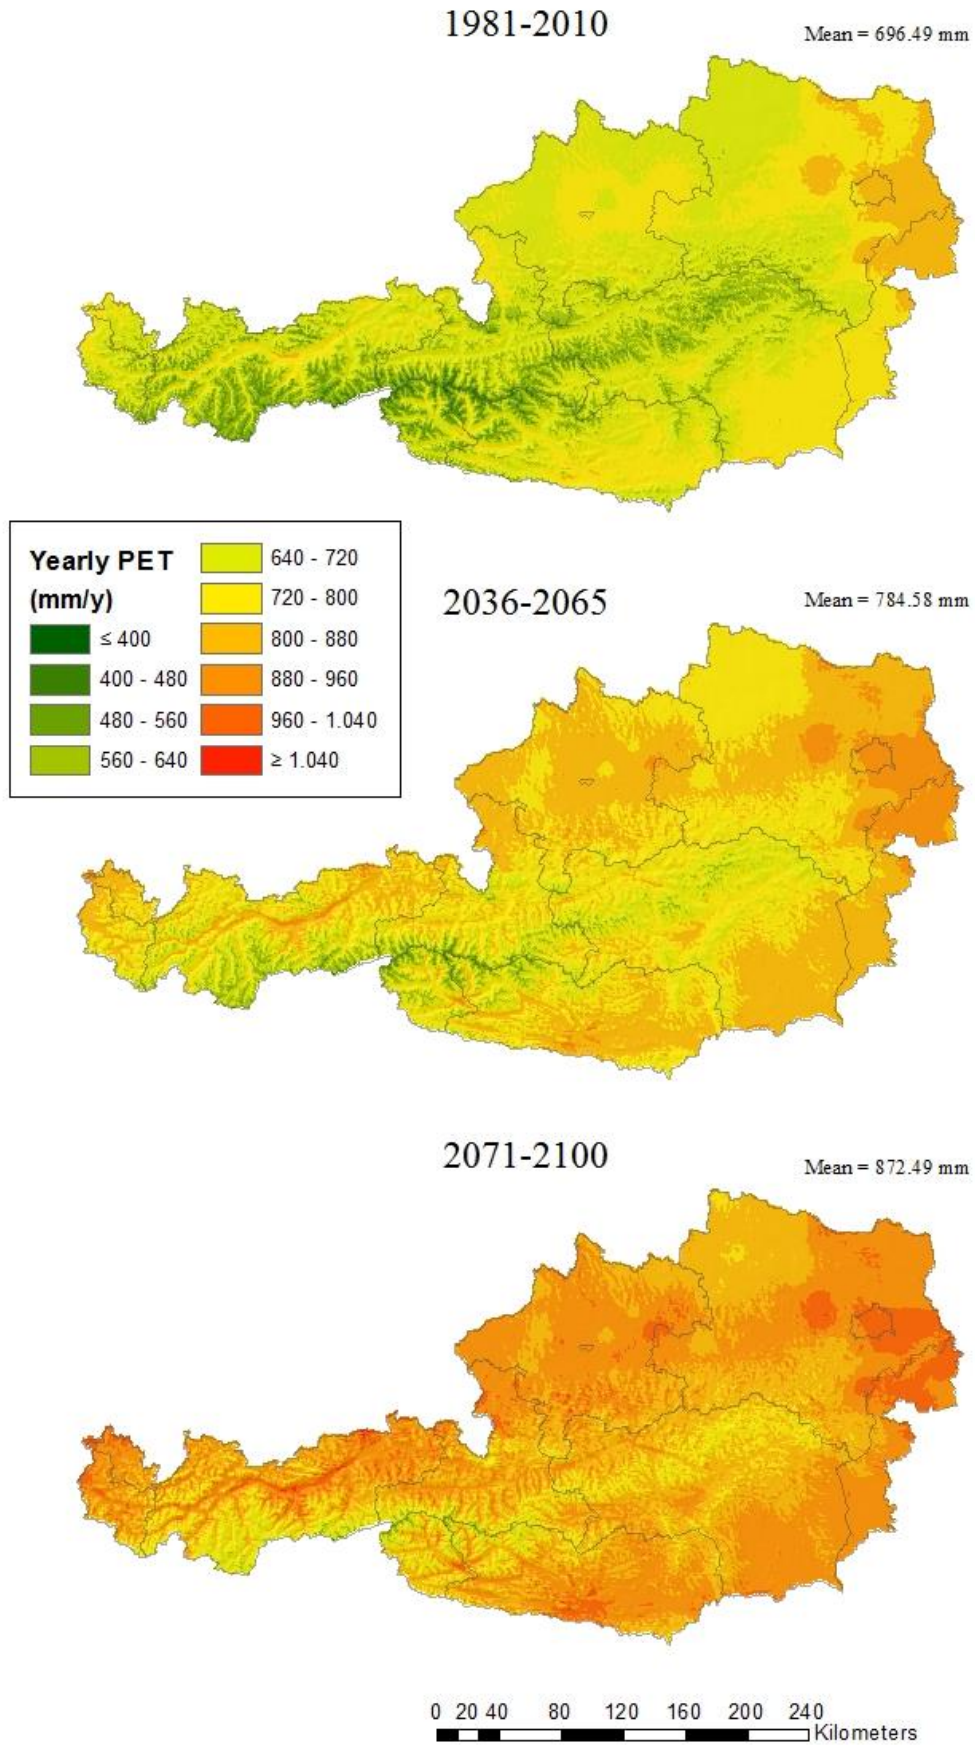 1981-2010
Mean = 696.49 mm
Yearly PET
(mm/y)
≤ 400
400 - 480
480 - 560
560 - 640
640 - 720
720 - 800
800 - 880
880 - 960
960 - 1.040
≥ 1.040
2036-2065
Mean = 784.58 mm
2071-2100
Mean = 872.49 mm
0 20 40 80 120 160 200 240
Kilometers